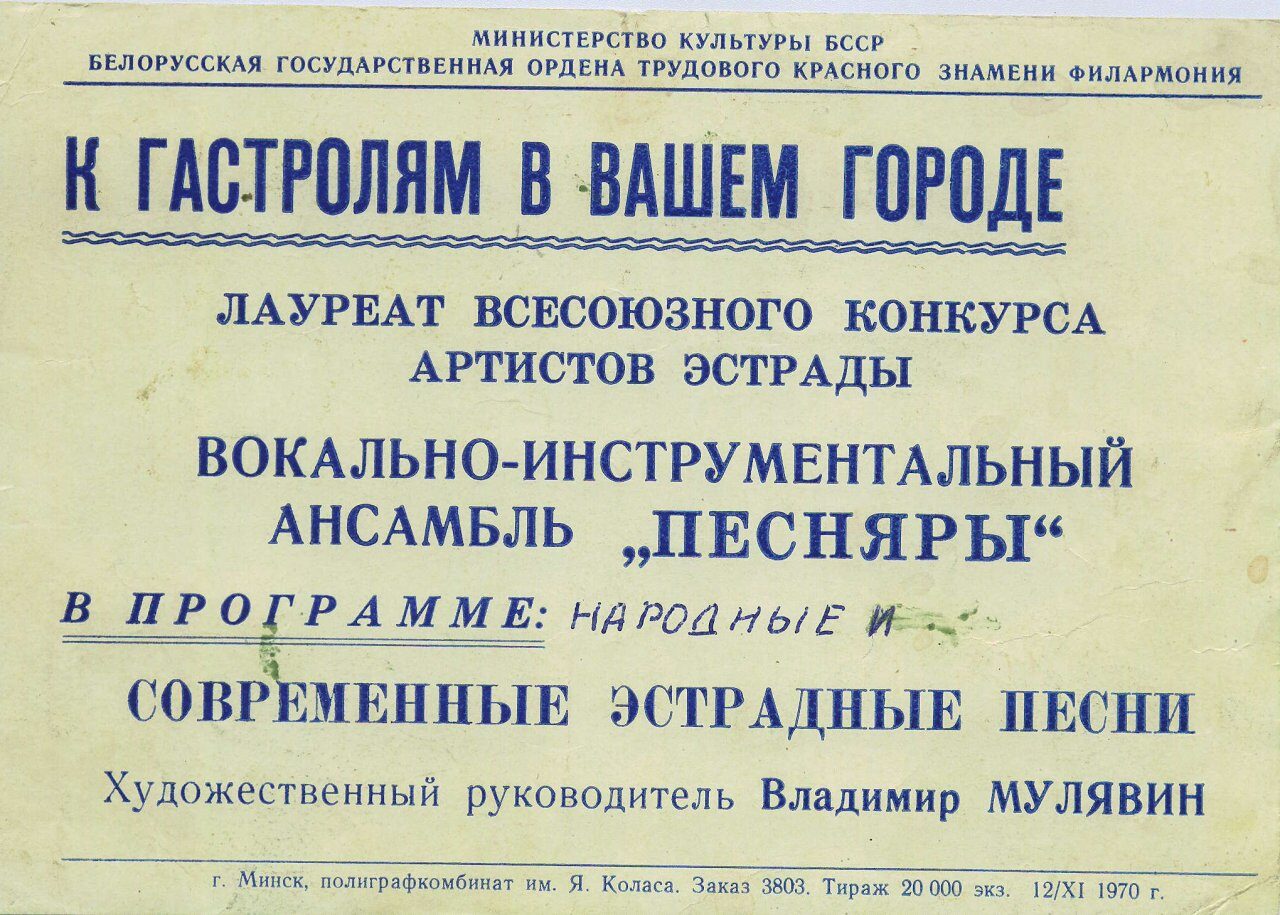 МИНИСТЕРСТВО КУЛЬТУРЫ БССР
БЕЛОРУССКАЯ ГОСУДАРСТВЕННАЯ ОРДЕНА ТРУДОВОГО КРАСНОГО ЗНАМЕНИ ФИЛАРМОНИЯ
К ГАСТРОЛЯМ В ВАШЕМ ГОРОДЕ
ЛАУРЕАТ ВСЕСОЮЗНОГО КОНКУРСА
АРТИСТОВ ЭСТРАДЫ
ВОКАЛЬНО-ИНСТРУМЕНТАЛЬНЫЙ
АНСАМБЛЬ „ПЕСНЯРЫ“
В ПРОГРАММЕ: НАРОДНЫЕ И
СОВРЕМЕННЫЕ ЭСТРАДНЫЕ ПЕСНИ
Художественный руководитель Владимир МУЛЯВИН
г. Минск, полиграфкомбинат им. Я. Коласа. Заказ 3803. Тираж 20 000 экз. 12/XI 1970 г.